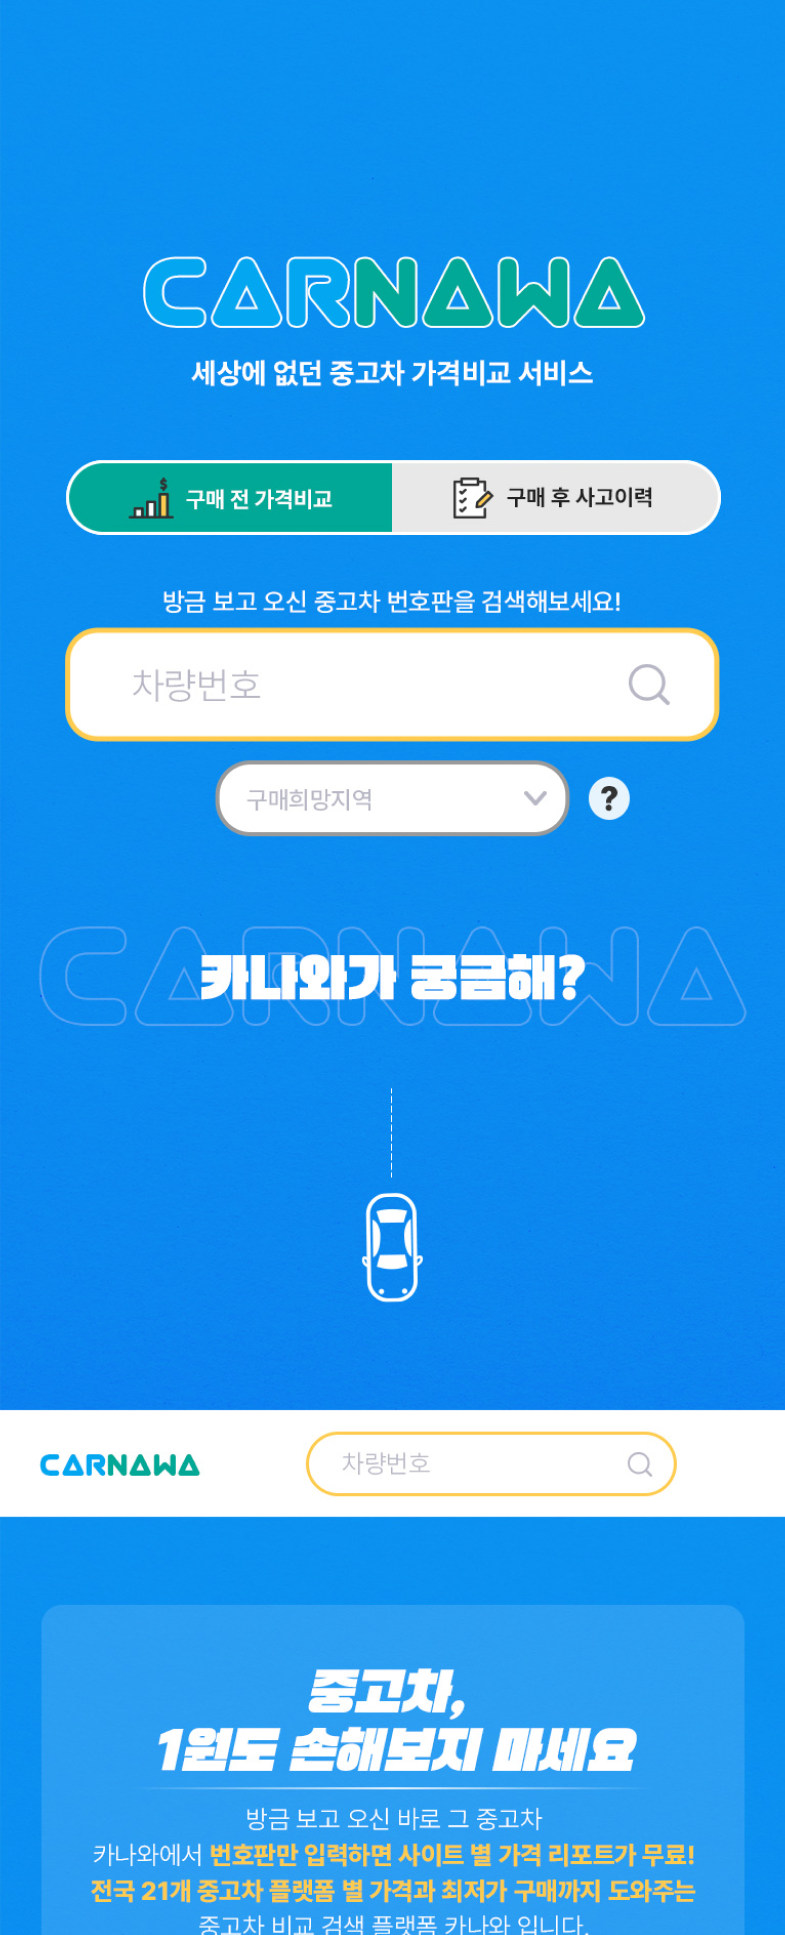 CARNAWA
세상에 없던 중고차 가격비교 서비스
구매 전 가격비교
구매 후 사고이력
방금 보고 오신 중고차 번호판을 검색해보세요!
차량번호
구매희망지역
?
CARNAWA
카나와가 궁금해?
CARNAWA
차량번호
중고차,
1원도 손해보지 마세요
방금 보고 오신 바로 그 중고차
카나와에서 번호판만 입력하면 사이트 별 가격 리포트가 무료!
전국 21개 중고차 플랫폼 별 가격과 최저가 구매까지 도와주는
중고차 비교 검색 플랫폼 카나와 입니다.